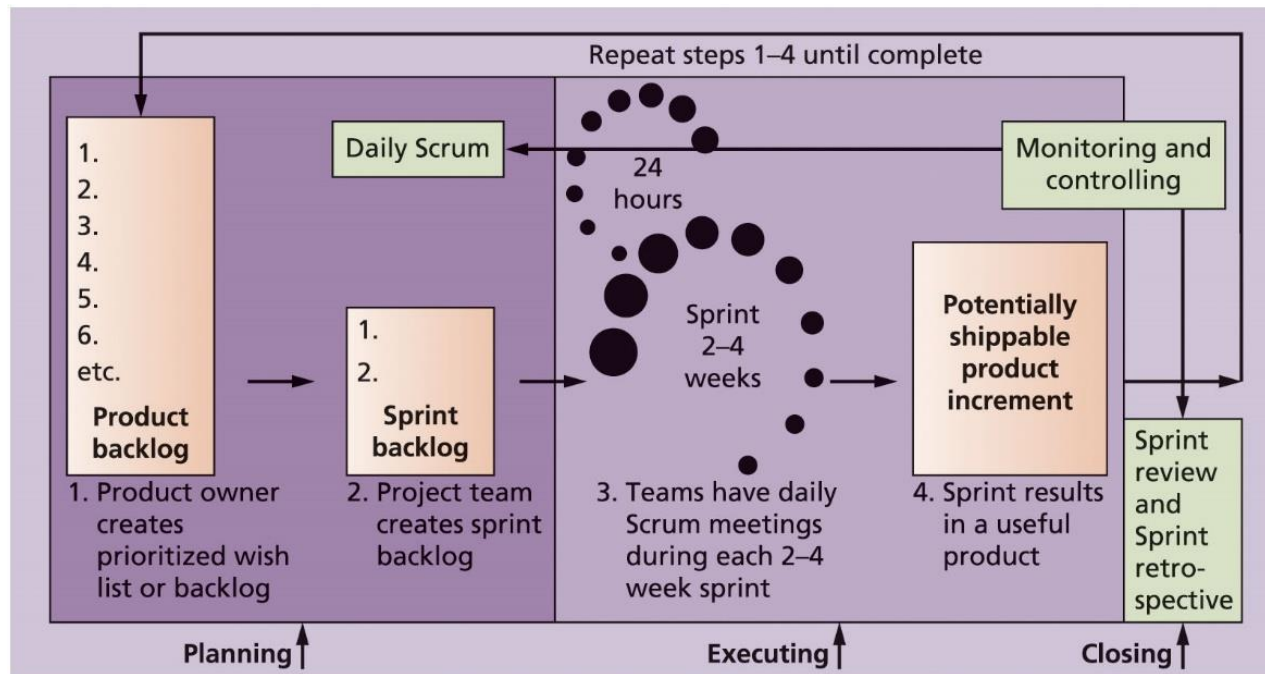 Repeat steps 1–4 until complete
1.
2.
3.
4.
5.
6.
etc.
Product
backlog
1. Product owner
creates
prioritized wish
list or backlog
Daily Scrum
1.
2.
Sprint
backlog
2. Project team
creates sprint
backlog
24
hours
Sprint
2–4
weeks
3. Teams have daily
Scrum meetings
during each 2–4
week sprint
Monitoring and
controlling
Potentially
shippable
product
increment
4. Sprint results
in a useful
product
Sprint
review
and
Sprint
retro-
spective
Planning
Executing
Closing